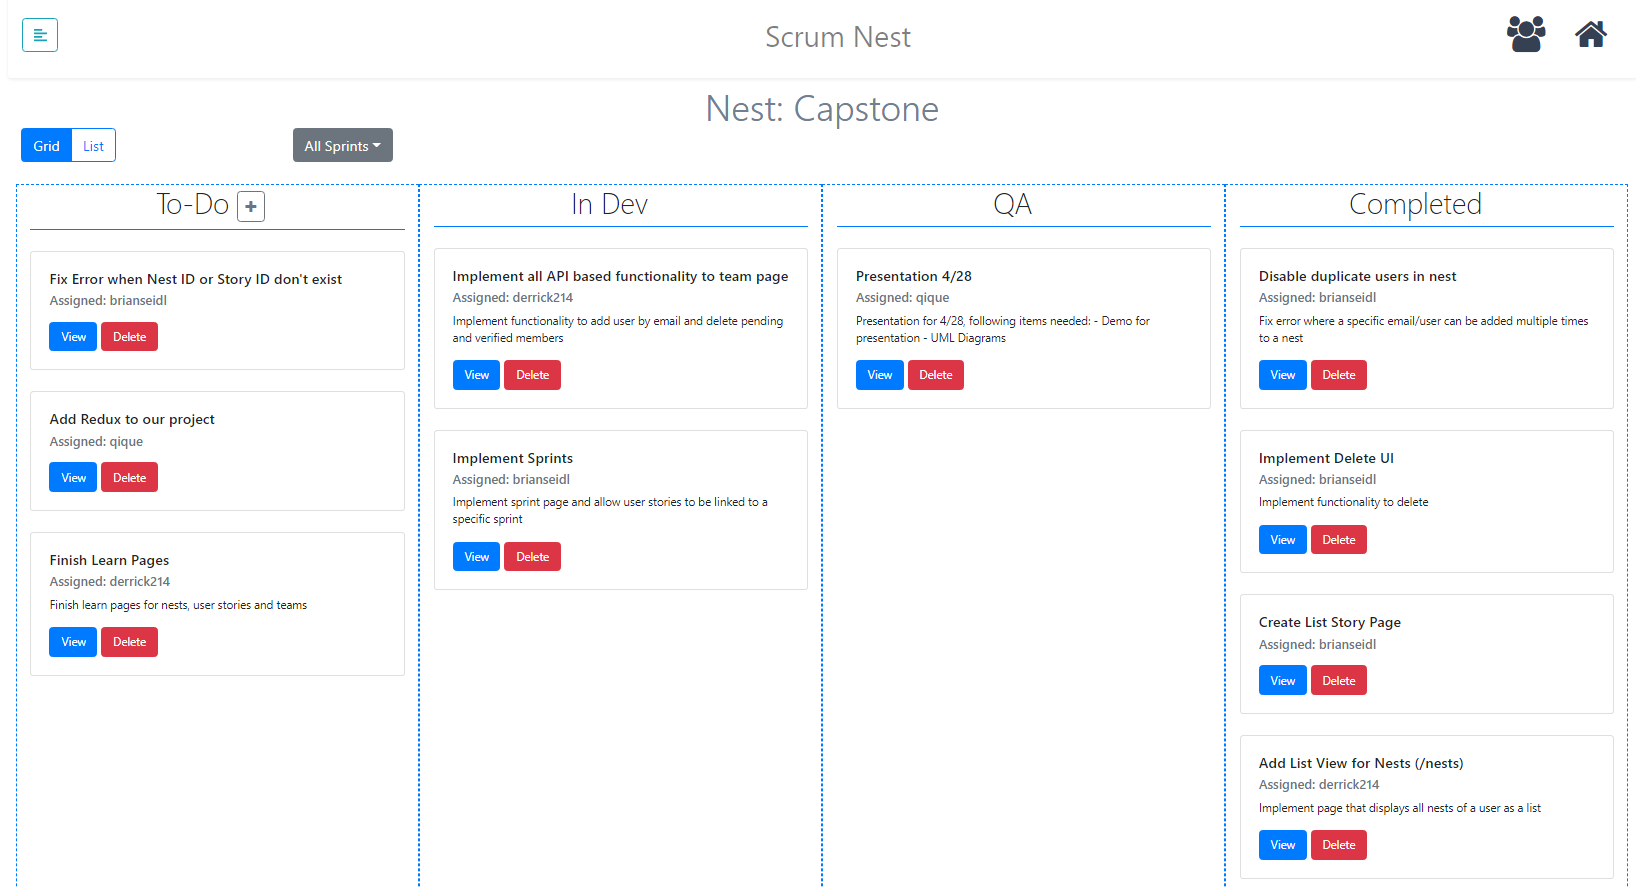 Scrum Nest
Nest: Capstone
Grid List
All Sprints
To-Do +
Fix Error when Nest ID or Story ID don't exist
Assigned: brianseidl
View Delete
Add Redux to our project
Assigned: qique
View Delete
Finish Learn Pages
Assigned: derrick214
Finish learn pages for nests, user stories and teams
View Delete
In Dev
Implement all API based functionality to team page
Assigned: derrick214
Implement functionality to add user by email and delete pending
and verified members
View Delete
Implement Sprints
Assigned: brianseidl
Implement sprint page and allow user stories to be linked to a
specific sprint
View Delete
QA
Presentation 4/28
Assigned: qique
Presentation for 4/28, following items needed: - Demo for
presentation - UML Diagrams
View Delete
Completed
Disable duplicate users in nest
Assigned: brianseidl
Fix error where a specific email/user can be added multiple times
to a nest
View Delete
Implement Delete UI
Assigned: brianseidl
Implement functionality to delete
View Delete
Create List Story Page
Assigned: brianseidl
View Delete
Add List View for Nests (/nests)
Assigned: derrick214
Implement page that displays all nests of a user as a list
View Delete